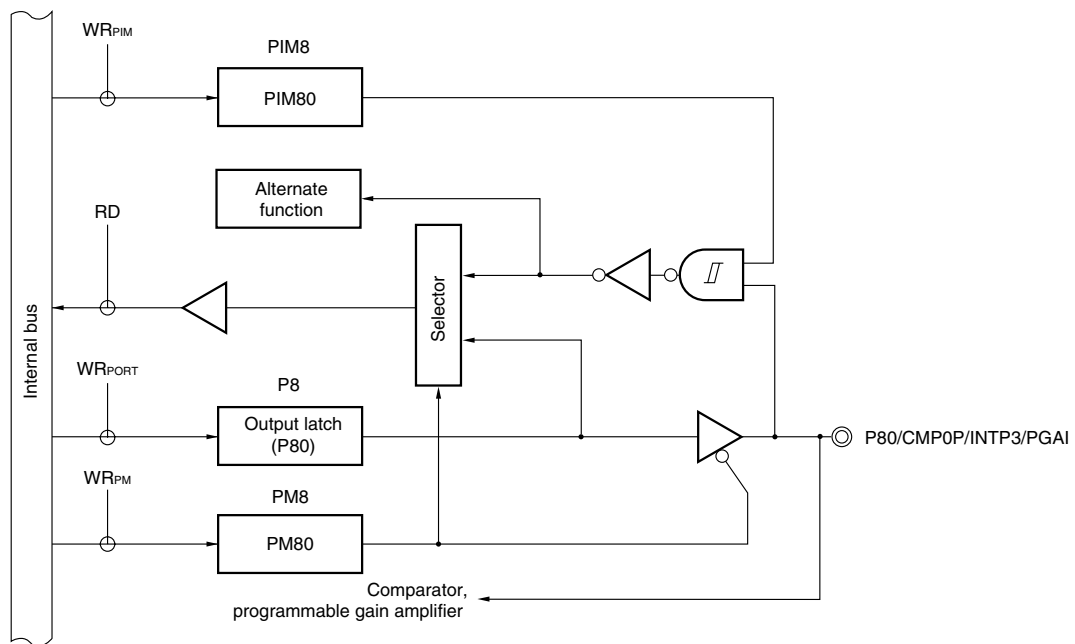 WRPIM
PIM8
PIM80
Alternate
function
RD
Selector
Internal bus
WRPORT
P8
Output latch
(P80)
P80/CMP0P/INTP3/PGAI
WRPM
PM8
PM80
Comparator,
programmable gain amplifier